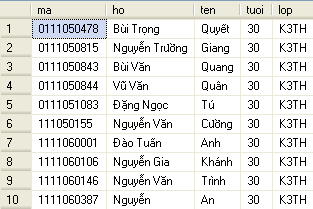 ma ho ten tuoi lop
1 0111050478 Bùi Trọng Quyết 30 K3TH
2 0111050815 Nguyễn Trường Giang 30 K3TH
3 0111050843 Bùi Văn Quang 30 K3TH
4 0111050844 Vũ Văn Quân 30 K3TH
5 0111051083 Đặng Ngọc Tú 30 K3TH
6 111050155 Nguyễn Văn Cường 30 K3TH
7 1111060001 Đào Tuấn Anh 30 K3TH
8 1111060106 Nguyễn Gia Khánh 30 K3TH
9 1111060146 Nguyễn Văn Trình 30 K3TH
10 1111060387 Nguyễn An 30 K3TH